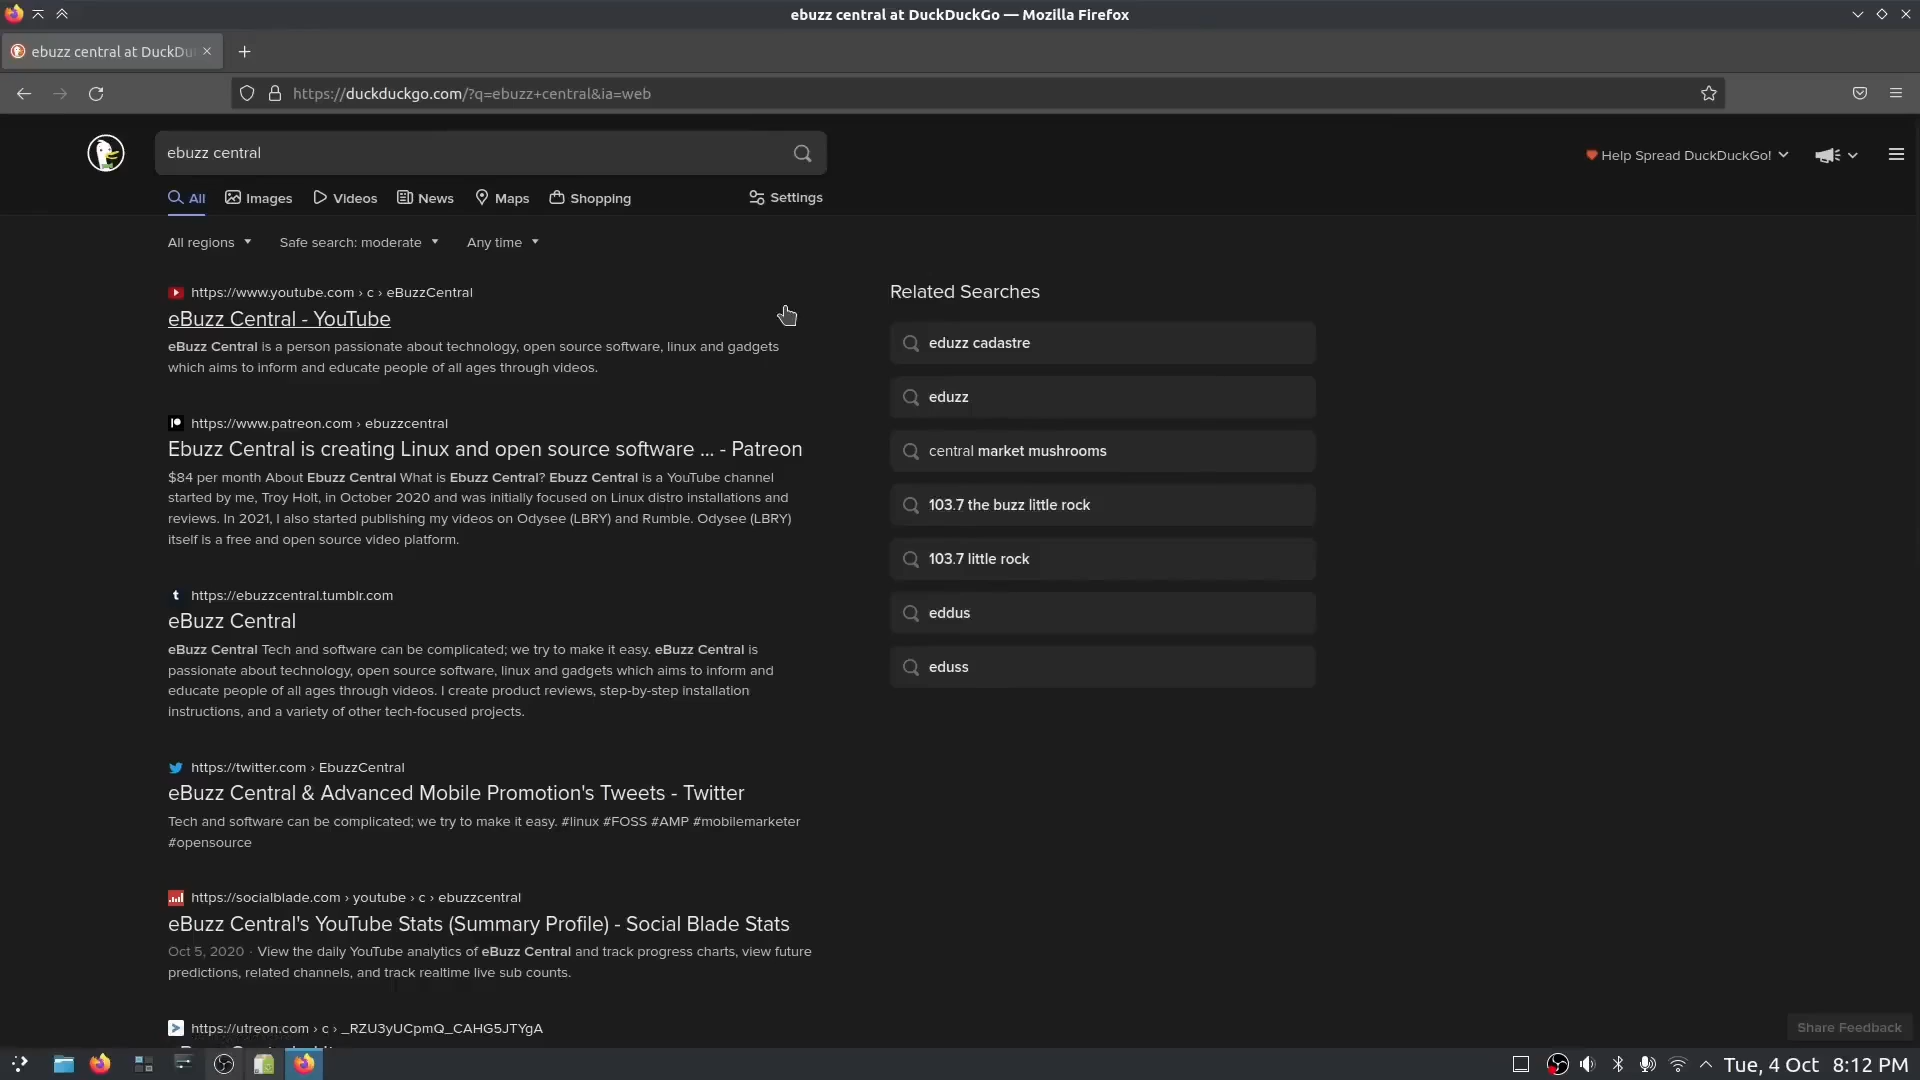 ebuzz central at DuckDuckGo — Mozilla Firefox
ebuzz central at DuckDu
https://duckduckgo.com/?q=ebuzz+central&ia=web
ebuzz central
Help Spread DuckDuckGo!
All Images Videos News Maps Shopping Settings
All regions Safe search: moderate Any time
https://www.youtube.com › c › eBuzzCentral
eBuzz Central - YouTube
eBuzz Central is a person passionate about technology, open source software, linux and gadgets
which aims to inform and educate people of all ages through videos.
https://www.patreon.com › ebuzzcentral
Ebuzz Central is creating Linux and open source software ... - Patreon
$84 per month About Ebuzz Central What is Ebuzz Central? Ebuzz Central is a YouTube channel
started by me, Troy Holt, in October 2020 and was initially focused on Linux distro installations and
reviews. In 2021, I also started publishing my videos on Odysee (LBRY) and Rumble. Odysee (LBRY)
itself is a free and open source video platform.
https://ebuzzcentral.tumblr.com
eBuzz Central
eBuzz Central Tech and software can be complicated; we try to make it easy. eBuzz Central is
passionate about technology, open source software, linux and gadgets which aims to inform and
educate people of all ages through videos. I create product reviews, step-by-step installation
instructions, and a variety of other tech-focused projects.
https://twitter.com › EbuzzCentral
eBuzz Central & Advanced Mobile Promotion's Tweets - Twitter
Tech and software can be complicated; we try to make it easy. #linux #FOSS #AMP #mobilemarketer
#opensource
https://socialblade.com › youtube › c › ebuzzcentral
eBuzz Central's YouTube Stats (Summary Profile) - Social Blade Stats
Oct 5, 2020 · View the daily YouTube analytics of eBuzz Central and track progress charts, view future
predictions, related channels, and track realtime live sub counts.
https://utreon.com › c › _RZU3yUCpmQ_CAHG5JTYgA
Related Searches
eduzz cadastre
eduzz
central market mushrooms
103.7 the buzz little rock
103.7 little rock
eddus
eduss
Share Feedback
Tue, 4 Oct 8:12 PM